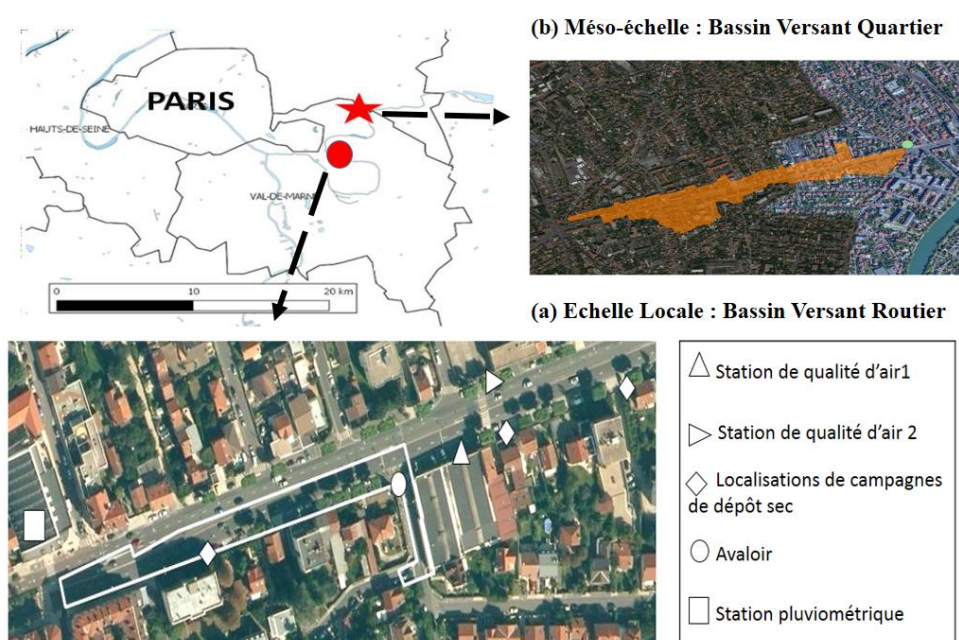 (b) Méso-échelle : Bassin Versant Quartier
PARIS
HAUTS-DE-SEINE
VAL-DE-MARNE
0 10 20 km
(a) Echelle Locale : Bassin Versant Routier
Station de qualité d'air1
Station de qualité d'air 2
Localisations de campagnes
de dépôt sec
Avaloir
Station pluviométrique